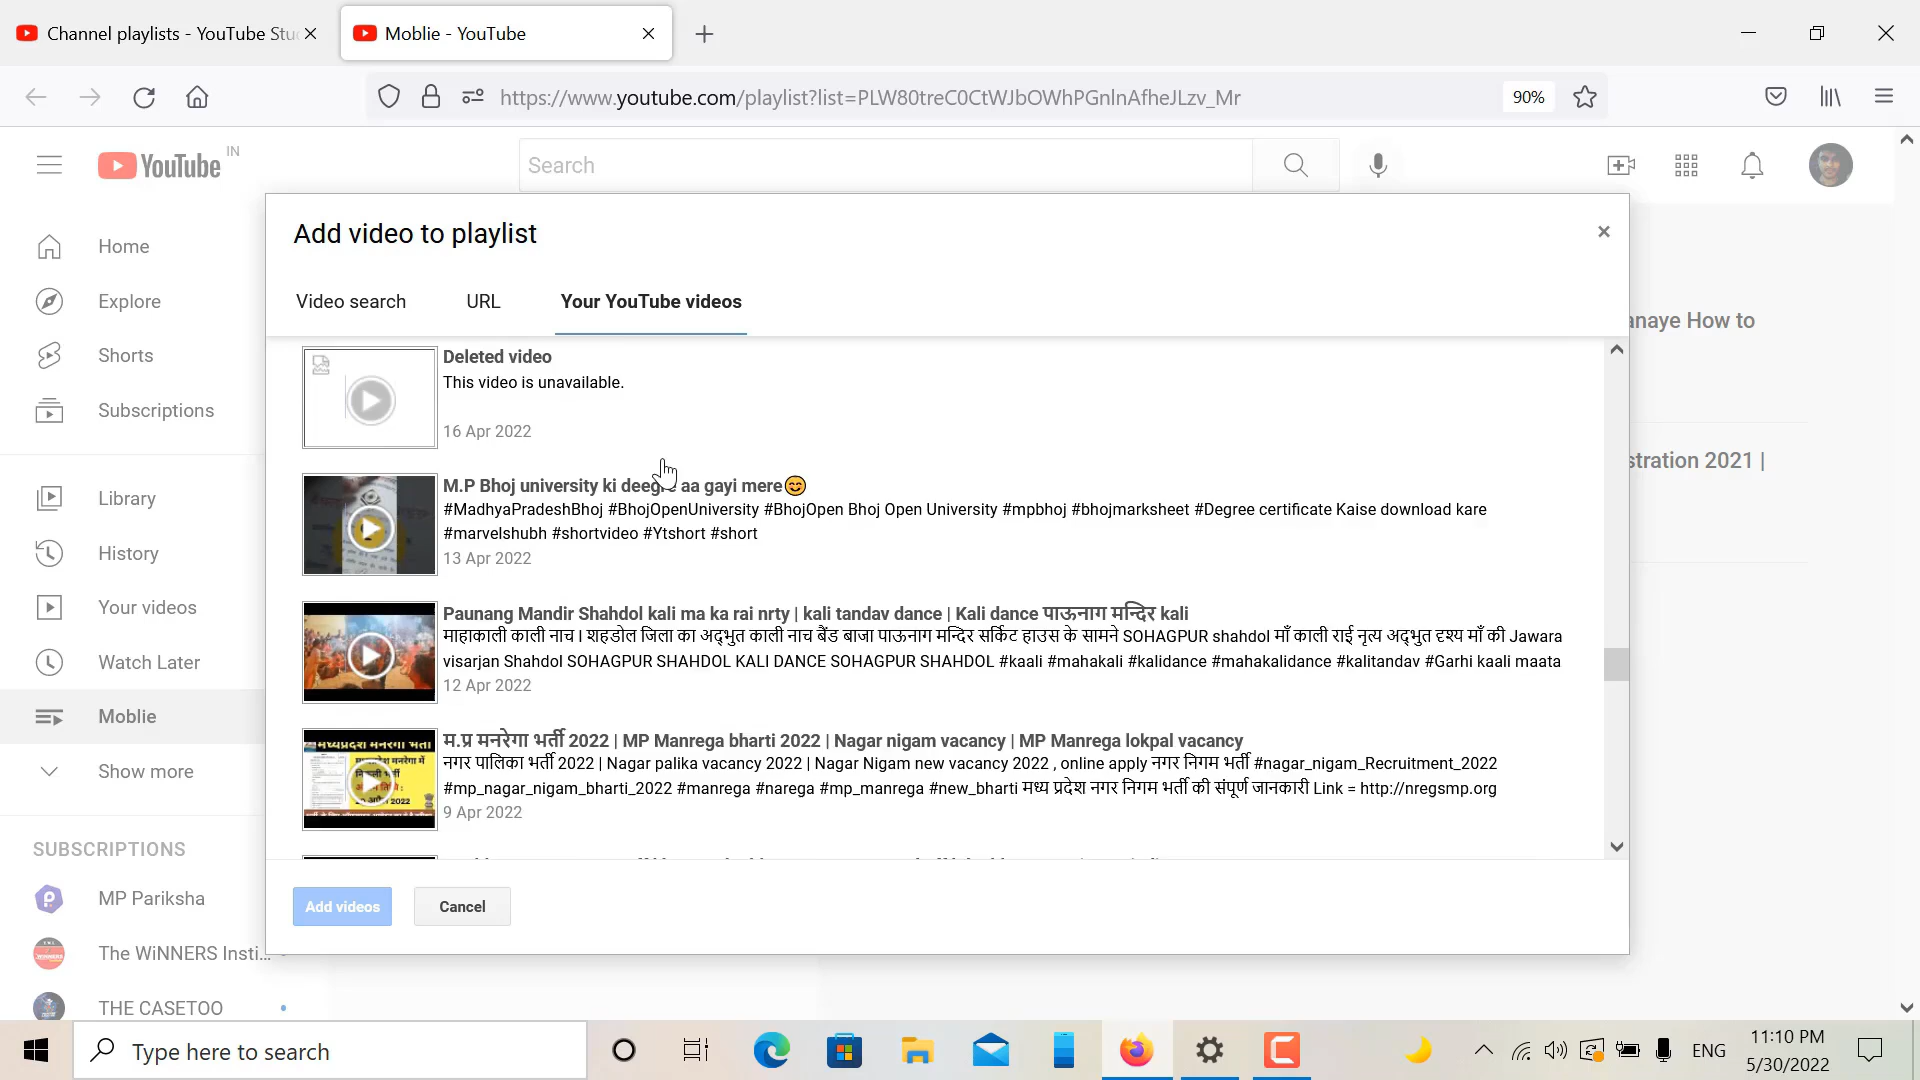 Channel playlists - YouTube Stu
Moblie - YouTube
https://www.youtube.com/playlist?list=PLW80treC0CtWJbOWhPGnlnAfheJLzv_Mr
90%
YouTube IN
Search
Add video to playlist
Home
Video search URL Your YouTube videos
Explore
anaye How to
Shorts
Deleted video
This video is unavailable.
16 Apr 2022
Subscriptions
stration 2021 |
M.P Bhoj university ki deegre aa gayi mere😊
#MadhyaPradeshBhoj #BhojOpenUniversity #BhojOpen Bhoj Open University #mpbhoj #bhojmarksheet #Degree certificate Kaise download kare
#marvelshubh #shortvideo #Ytshort #short
13 Apr 2022
Library
History
Your videos
Paunang Mandir Shahdol kali ma ka rai nrty | kali tandav dance | Kali dance पाऊनाग मन्दिर kali
माहाकाली काली नाच । शहडोल जिला का अद्भुत काली नाच बैंड बाजा पाऊनाग मन्दिर सर्किट हाउस के सामने SOHAGPUR shahdol माँ काली राई नृत्य अद्भुत दृश्य माँ की Jawara
visarjan Shahdol SOHAGPUR SHAHDOL KALI DANCE SOHAGPUR SHAHDOL #kaali #mahakali #kalidance #mahakalidance #kalitandav #Garhi kaali maata
12 Apr 2022
Watch Later
Moblie
म.प्र मनरेगा भर्ती 2022 | MP Manrega bharti 2022 | Nagar nigam vacancy | MP Manrega lokpal vacancy
नगर पालिका भर्ती 2022 | Nagar palika vacancy 2022 | Nagar Nigam new vacancy 2022 , online apply नगर निगम भर्ती #nagar_nigam_Recruitment_2022
#mp_nagar_nigam_bharti_2022 #manrega #narega #mp_manrega #new_bharti मध्य प्रदेश नगर निगम भर्ती की संपूर्ण जानकारी Link = http://nregsmp.org
9 Apr 2022
Show more
SUBSCRIPTIONS
MP Pariksha
Add videos Cancel
The WiNNERS Insti...
THE CASETOO
Type here to search
ENG
11:10 PM
5/30/2022